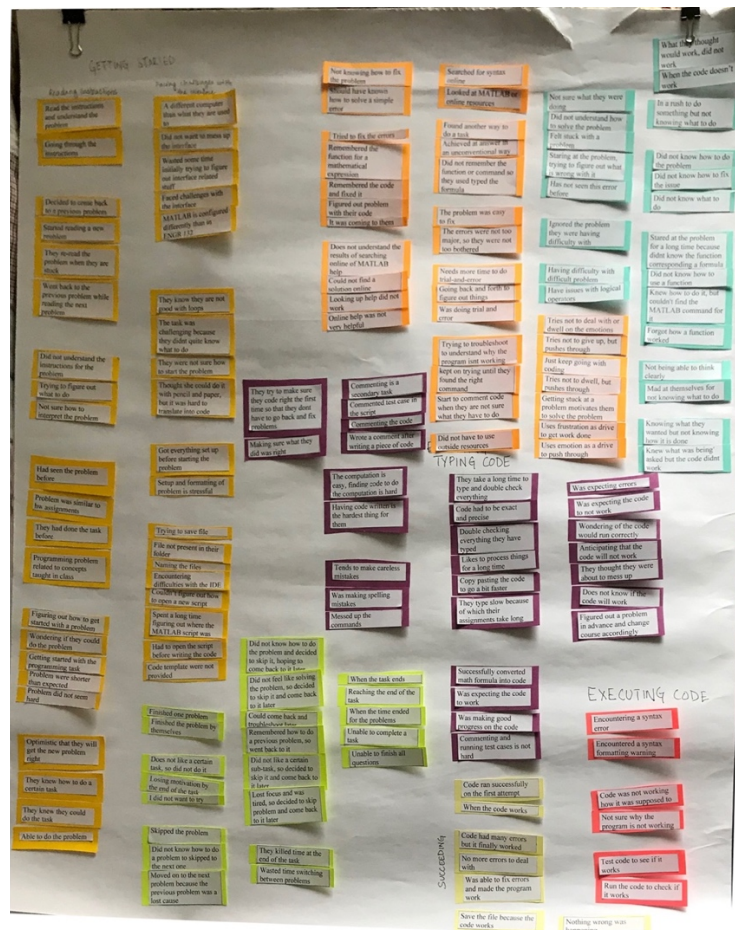 GETTING STARTED
Reading instructions
Read the instructions
and understand the
problem
Going through the
instructions
Decided to come back
to a previous problem
Started reading a new
problem
They re-read the
problem when they are
stuck
Went back to the
previous problem while
reading the next
problem
Did not understand the
instructions for the
problem
Trying to figure out
what to do
Not sure how to
interpret the problem
Had seen the problem
before
Problem was similar to
hw assignments
They had done the task
before
Programming problem
related to concepts
taught in class
Figuring out how to get
started with a problem
Wondering if they could
do the problem
Getting started with the
programming task
Problem were shorter
than expected
Problem did not seem
hard
Optimistic that they will
get the new problem
right
They knew how to do a
certain task
They knew they could
do the task
Able to do the problem
A different computer
than what they are used
to
Did not want to mess up
the interface
Wasted some time
initially trying to figure
out interface related
stuff
Faced challenges with
the interface
MATLAB is configured
differently than in
ENGR 132
They know they are not
good with loops
The task was
challenging because
they didnt quite know
what to do
They were not sure how
to start the problem
Thought she could do it
with pencil and paper,
but it was hard to
translate into code
Got everything set up
before starting the
problem
Setup and formating of
problem is stressful
Trying to save file
File not present in their
folder
Naming the files
Encountering
difficulties with the IDE
Couldn't figure out how
to open a new script
Spent a long time
figuring out where the
MATLAB script was
Had to open the script
before writing the code
Code template were not
provided
Finished one problem
Finished the problem by
themselves
Does not like a certain
task, so did not do it
Losing motivation by
the end of the task
I did not want to try
Skipped the problem
Did not know how to do
a problem to skipped to
the next one
Moved on to the next
problem because the
previous problem was a
lost cause
Did not know how to do
the problem and decided
to skip it, hoping to
come back to it later
Did not feel like solving
the problem, so decided
to skip it and come back
to it later
Could come back and
troubleshoot later
Remembered how to do
a previous problem, so
went back to it
Did not like a certain
sub-task, so decided to
skip it and come back to
it later
Lost focus and was
tired, so decided to skip
problem and come back
to it later
They killed time at the
end of the task
Wasted time switching
between problems
When the task ends
Reaching the end of the
task
When the time ended
for the problems
Unable to complete a
task
Unable to finish all
questions
Not knowing how to fix
the problem
Should have known
how to solve a simple
error
Tried to fix the errors
Remembered the
function for a
mathematical
expression
Remembered the code
and fixed it
Figured out problem
with their code
It was coming to them
Does not understand the
results of searching
online of MATLAB
help
Could not find a
solution online
Looking up help did not
work
Online help was not
very helpful
They try to make sure
they code right the first
time so that they dont
have to go back and fix
problems
Making sure what they
did was right
Commenting is a
secondary task
Commented test case in
the script
Commenting the code
Wrote a comment after
writing a piece of code
The computation is
easy, finding code to do
the computation is hard
Having code written is
the hardest thing for
them
Tends to make careless
mistakes
Was making spelling
mistakes
Messed up the
commands
Searched for syntax
online
Looked at MATLAB or
online resources
Found another way to
do a task
Achieved at answer in
an unconventional way
Did not remember the
function or command so
they used typed the
formula
The problem was easy
to fix
The errors were not too
major, so they were not
too bothered
Needs more time to do
trial-and-error
Going back and forth to
figure out things
Was doing trial and
error
Trying to troubleshoot
to understand why the
program isnt working
kept on trying until they
found the right
command
Start to comment code
when they are not sure
what they have to do
Did not have to use
outside resources
TYPING CODE
They take a long time to
type and double check
everything
Code had to be exact
and precise
Double checking
everything they have
typed
Likes to process things
for a long time
Copy pasting the code
to go a bit faster
They type slow because
of which their
assignments take long
Successfully converted
math formula into code
Was expecting the code
to work
Was making good
progress on the code
Commenting and
running test cases is not
hard
SUCCEEDING
Code ran successfully
on the first attempt
When the code works
Code had many errors
but it finally worked
No more errors to deal
with
Was able to fix errors
and made the program
work
Save the file because the
code works
Not sure what they were
doing
Did not understand how
to solve the problem
Felt stuck with a
problem
Staring at the problem,
trying to figure out what
is wrong with it
Has not seen this error
before
Ignored the problem
they were having
difficulty with
Having difficulty with
difficult problem
Have issues with logical
operators
Tries not to deal with or
dwell on the emotions
Tries not to give up, but
pushes through
Just keep going with
coding
Tries not to dwell, but
pushes through
Getting stuck at a
problem motivates them
to solve the problem
Uses frustration as drive
to get work done
Uses emotion as a drive
to push through
Was expecting errors
Was expecting the code
to not work
Wondering of the code
would run correctly
Anticipating that the
code will not work
They thought they were
about to mess up
Does not know if the
code will work
Figured out a problem
in advance and change
course accordingly
EXECUTING CODE
Encountering a syntax
error
Encountered a syntax
formatting warning
Code was not working
how it was supposed to
Not sure why the
program is not working
Test code to see if it
works
Run the code to check if
it works
Nothing wrong was
What they thought
would work, did not
work
When the code doesn't
work
In a rush to do
something but not
knowing what to do
Did not know how to do
the problem
Did not know how to fix
the issue
Did not know what to
do
Stared at the problem
for a long time because
didnt know the function
corresponding a formula
Did not know how to
use a function
Knew how to do it, but
couldn't find the
MATLAB command for
it
Forgot how a function
worked
Not being able to think
clearly
Mad at themselves for
not knowing what to do
Knowing what they
wanted but not knowing
how it is done
Knew what was being
asked but the code didnt
work